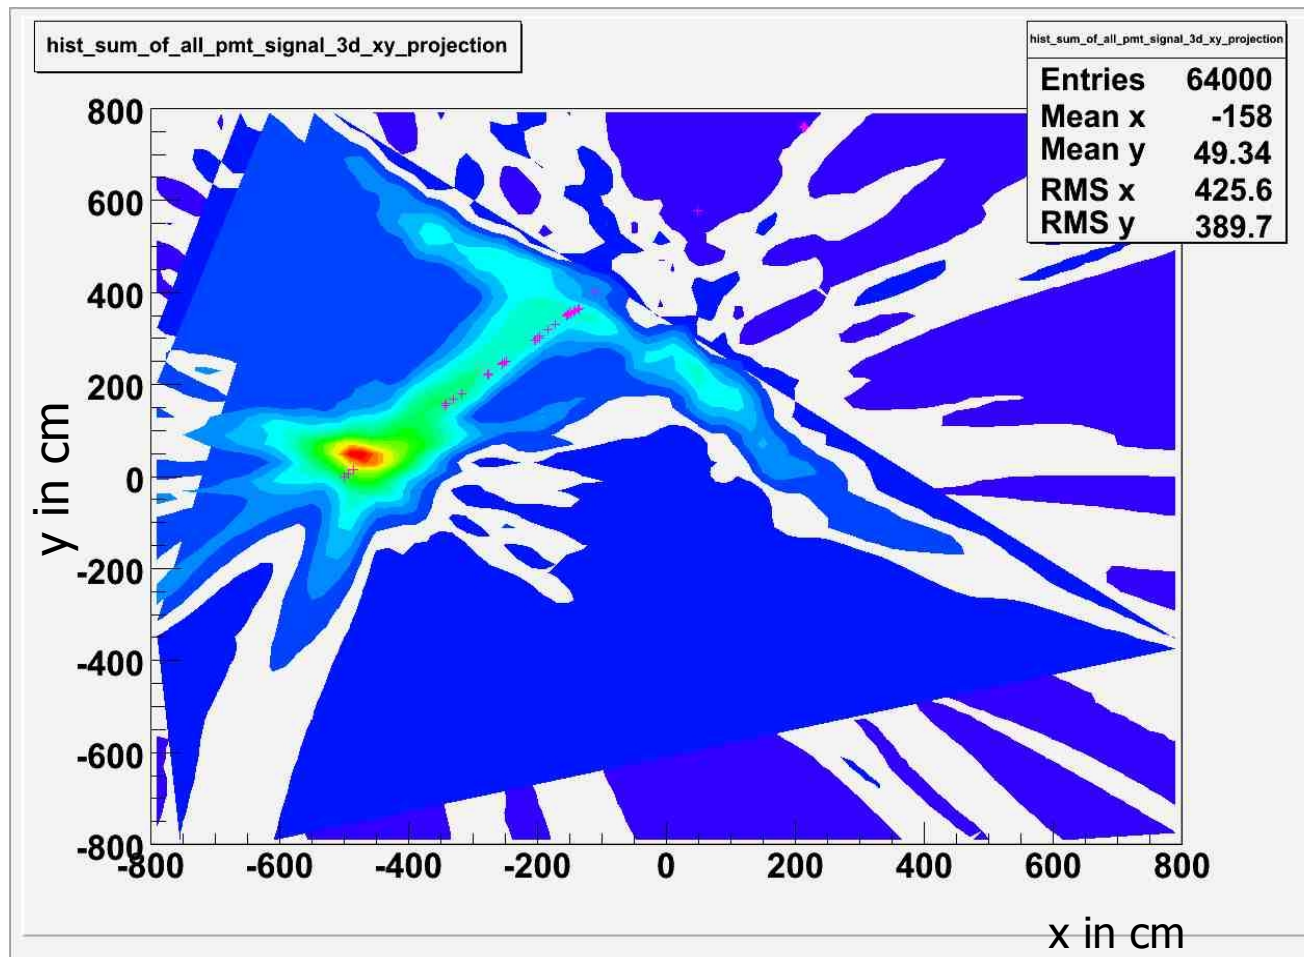 hist_sum_of_all_pmt_signal_3d_xy_projection
hist_sum_of_all_pmt_signal_3d_xy_projection
Entries 64000
Mean x -158
Mean y 49.34
RMS x 425.6
RMS y 389.7
800
600
400
200
0
-200
-400
-600
-800
y in cm
-800 -600 -400 -200 0 200 400 600 800
x in cm